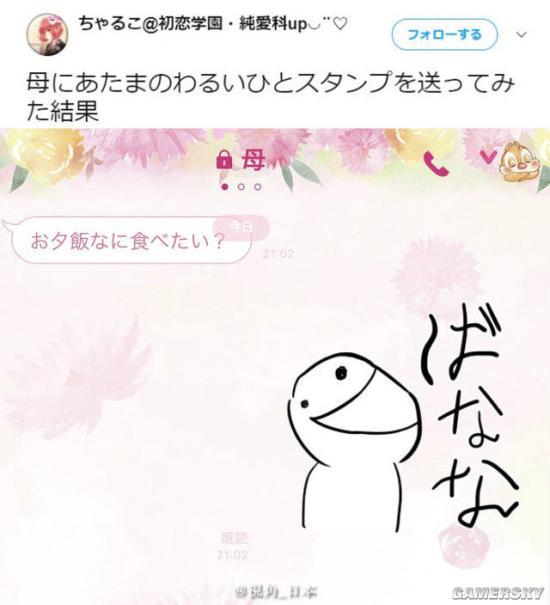 ちゃるこ@初恋学園・純愛科up◡̈♡
フォローする
母にあたまのわるいひとスタンプを送ってみ
た結果
母
今日
お夕飯なに食べたい？
21:02
ばななな
既読
21:02
@視角_日本
GAMERSKY